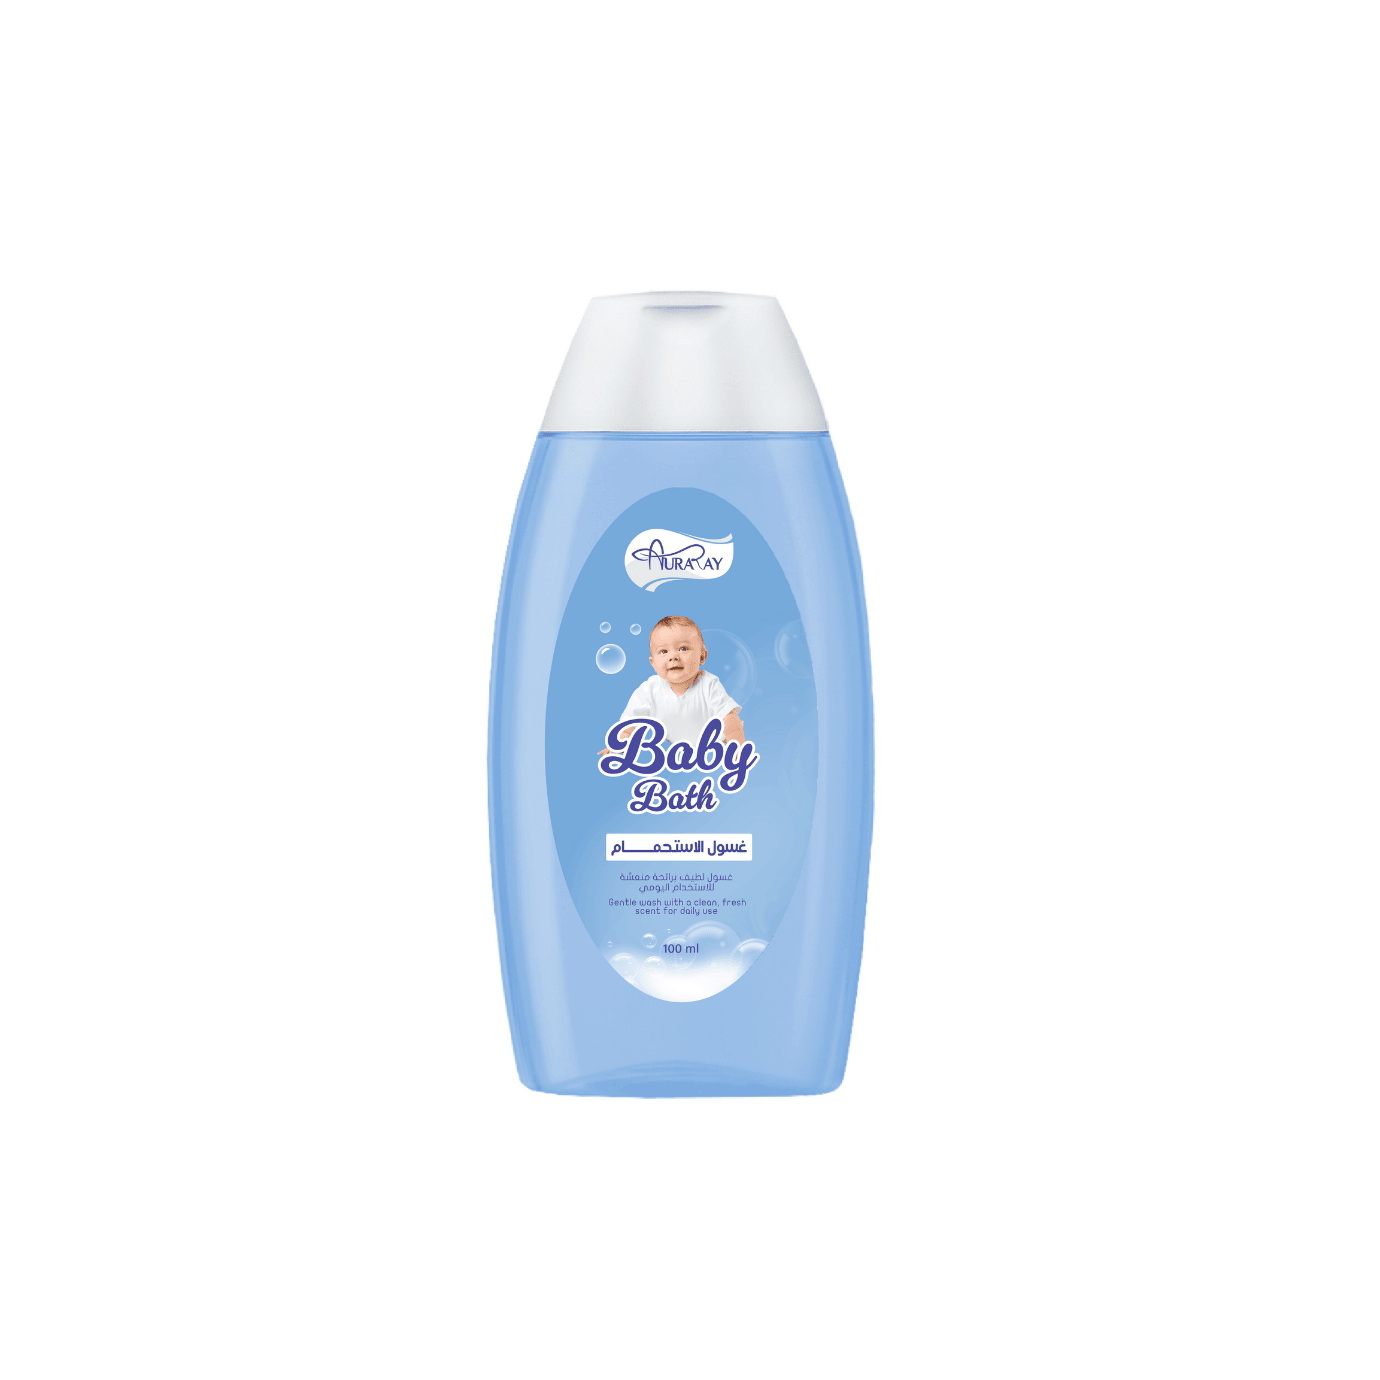 AURARAY
Baby
Bath
غسول الاستحمـــــام
غسول لطيف برائحة منعشة
للاستخدام اليومي
Gentle wash with a clean, fresh
scent for daily use
100 ml